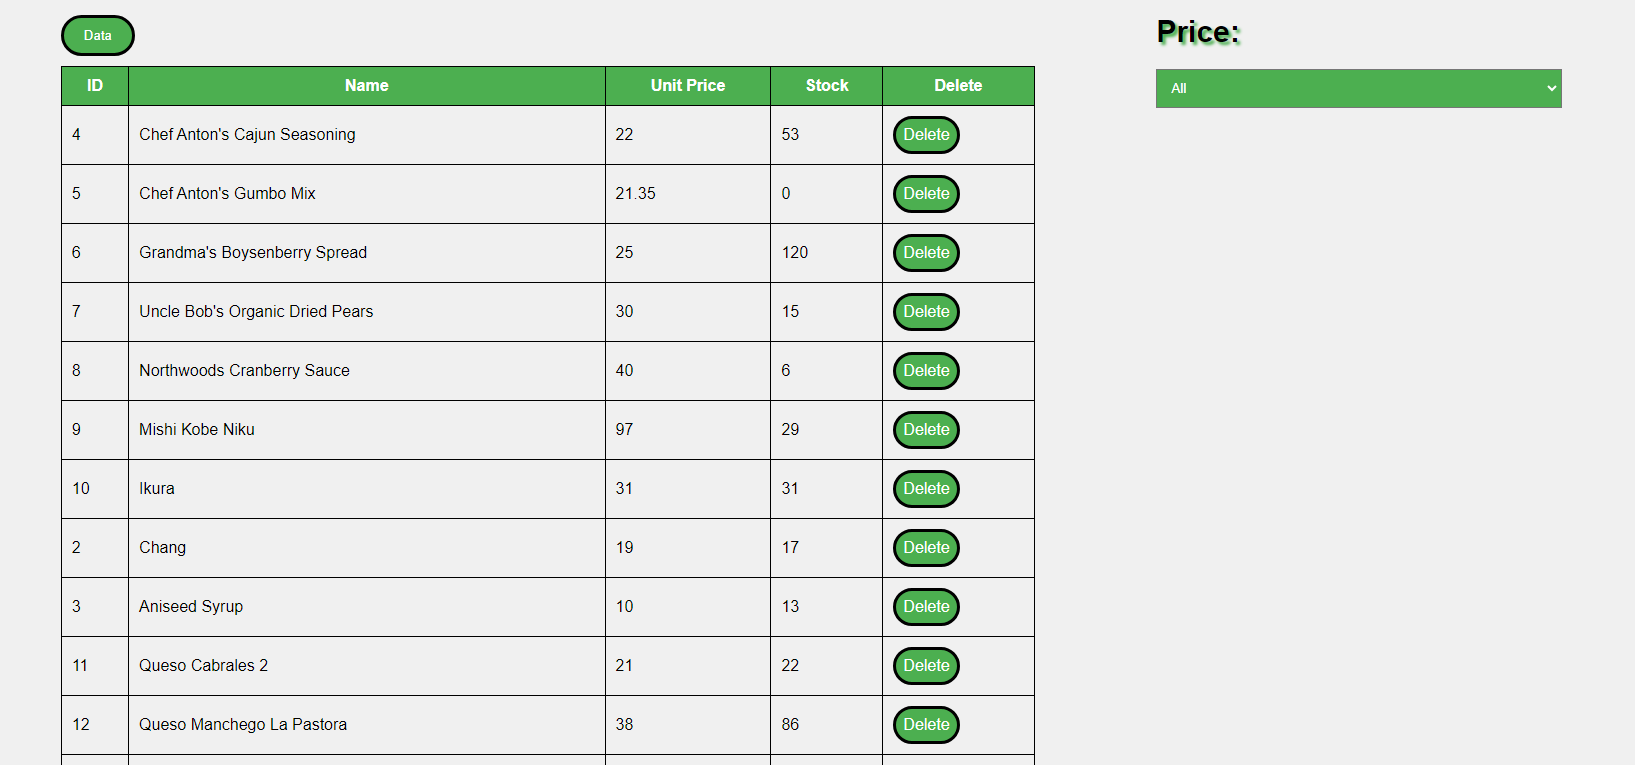 Data
ID Name Unit Price Stock Delete
4 Chef Anton's Cajun Seasoning 22 53 Delete
5 Chef Anton's Gumbo Mix 21.35 0 Delete
6 Grandma's Boysenberry Spread 25 120 Delete
7 Uncle Bob's Organic Dried Pears 30 15 Delete
8 Northwoods Cranberry Sauce 40 6 Delete
9 Mishi Kobe Niku 97 29 Delete
10 Ikura 31 31 Delete
2 Chang 19 17 Delete
3 Aniseed Syrup 10 13 Delete
11 Queso Cabrales 2 21 22 Delete
12 Queso Manchego La Pastora 38 86 Delete
Price:
All